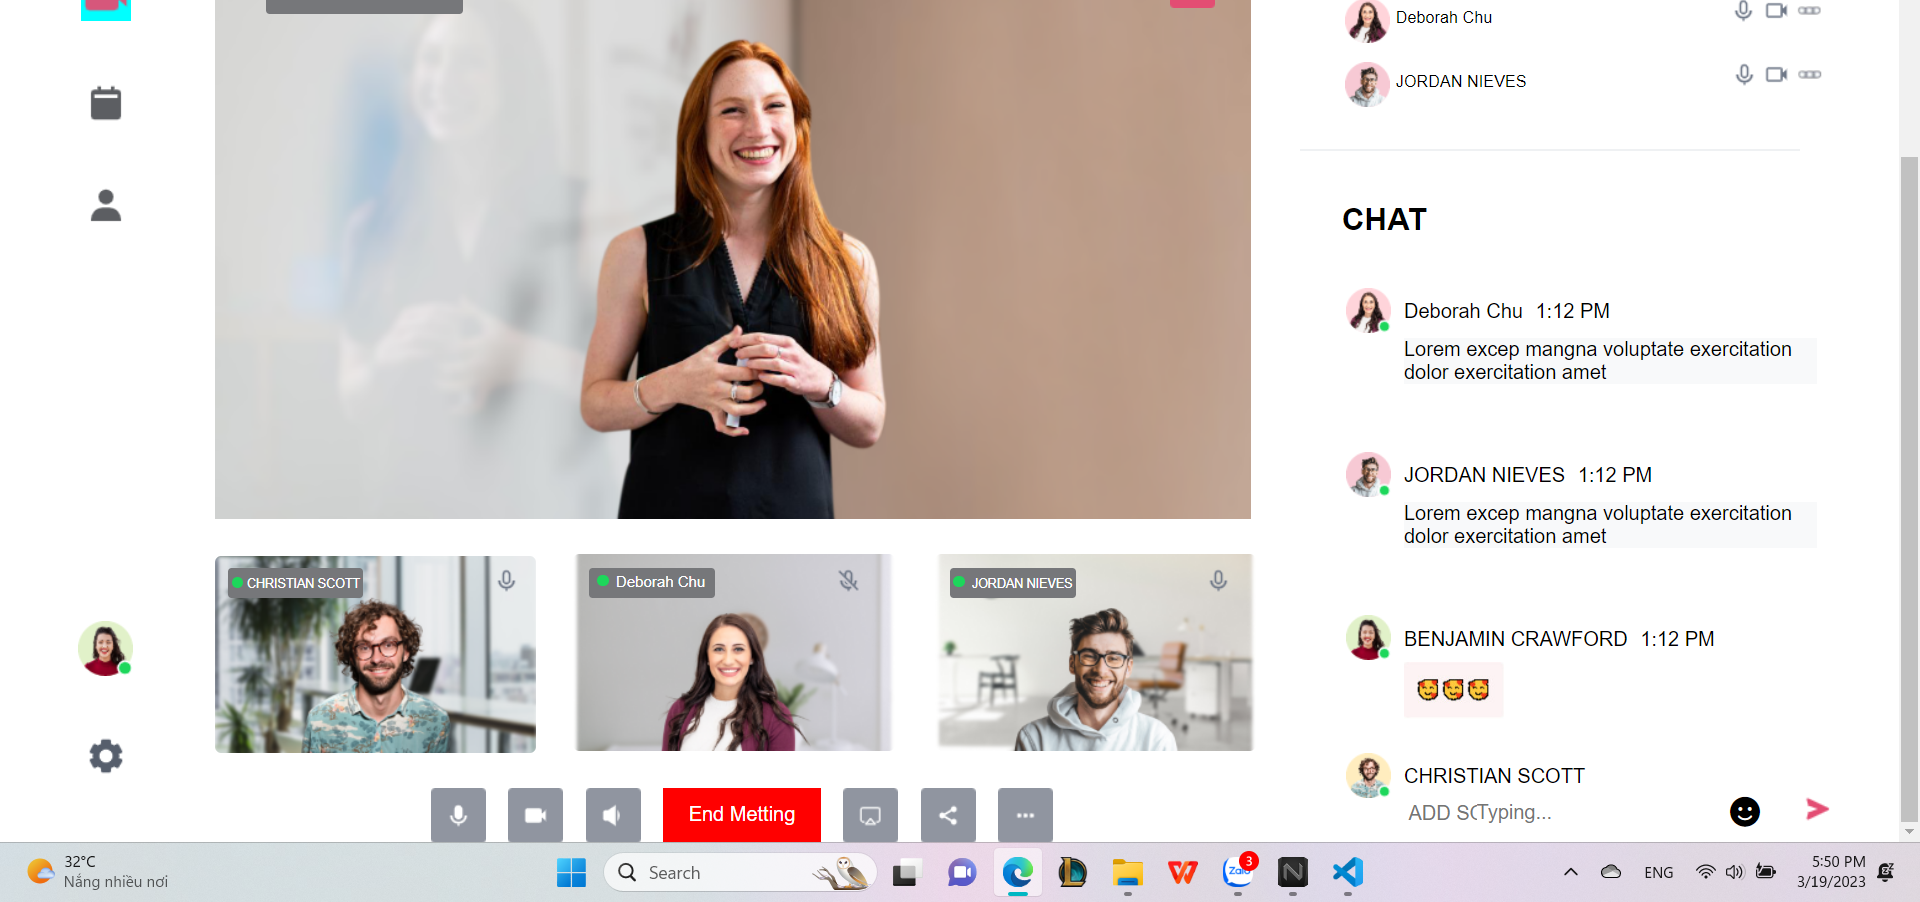 Deborah Chu
JORDAN NIEVES
CHAT
Deborah Chu 1:12 PM
Lorem excep mangna voluptate exercitation
dolor exercitation amet
JORDAN NIEVES 1:12 PM
Lorem excep mangna voluptate exercitation
dolor exercitation amet
BENJAMIN CRAWFORD 1:12 PM
CHRISTIAN SCOTT
ADD Typing...
CHRISTIAN SCOTT
Deborah Chu
JORDAN NIEVES
End Metting
32°C
Nắng nhiều nơi
Search
Zalo
3
N
ENG
5:50 PM
3/19/2023